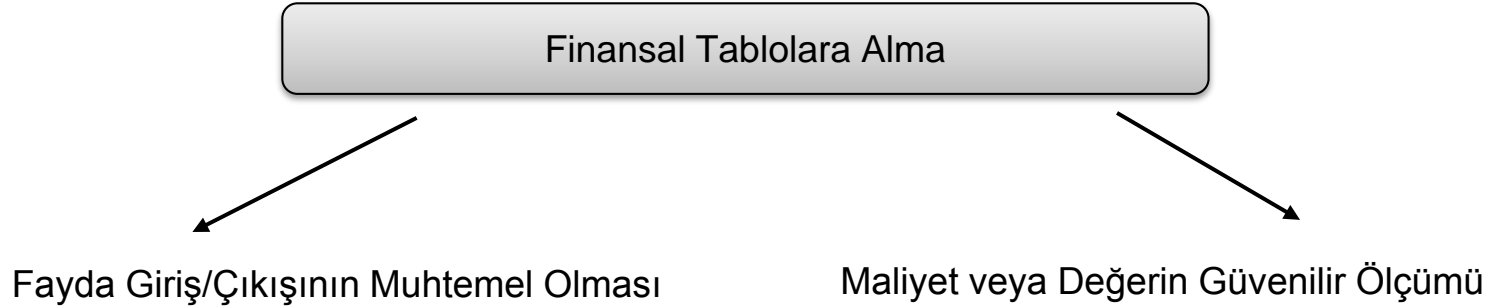 Finansal Tablolara Alma
Fayda Giriş/Çıkışının Muhtemel Olması
Maliyet veya Değerin Güvenilir Ölçümü